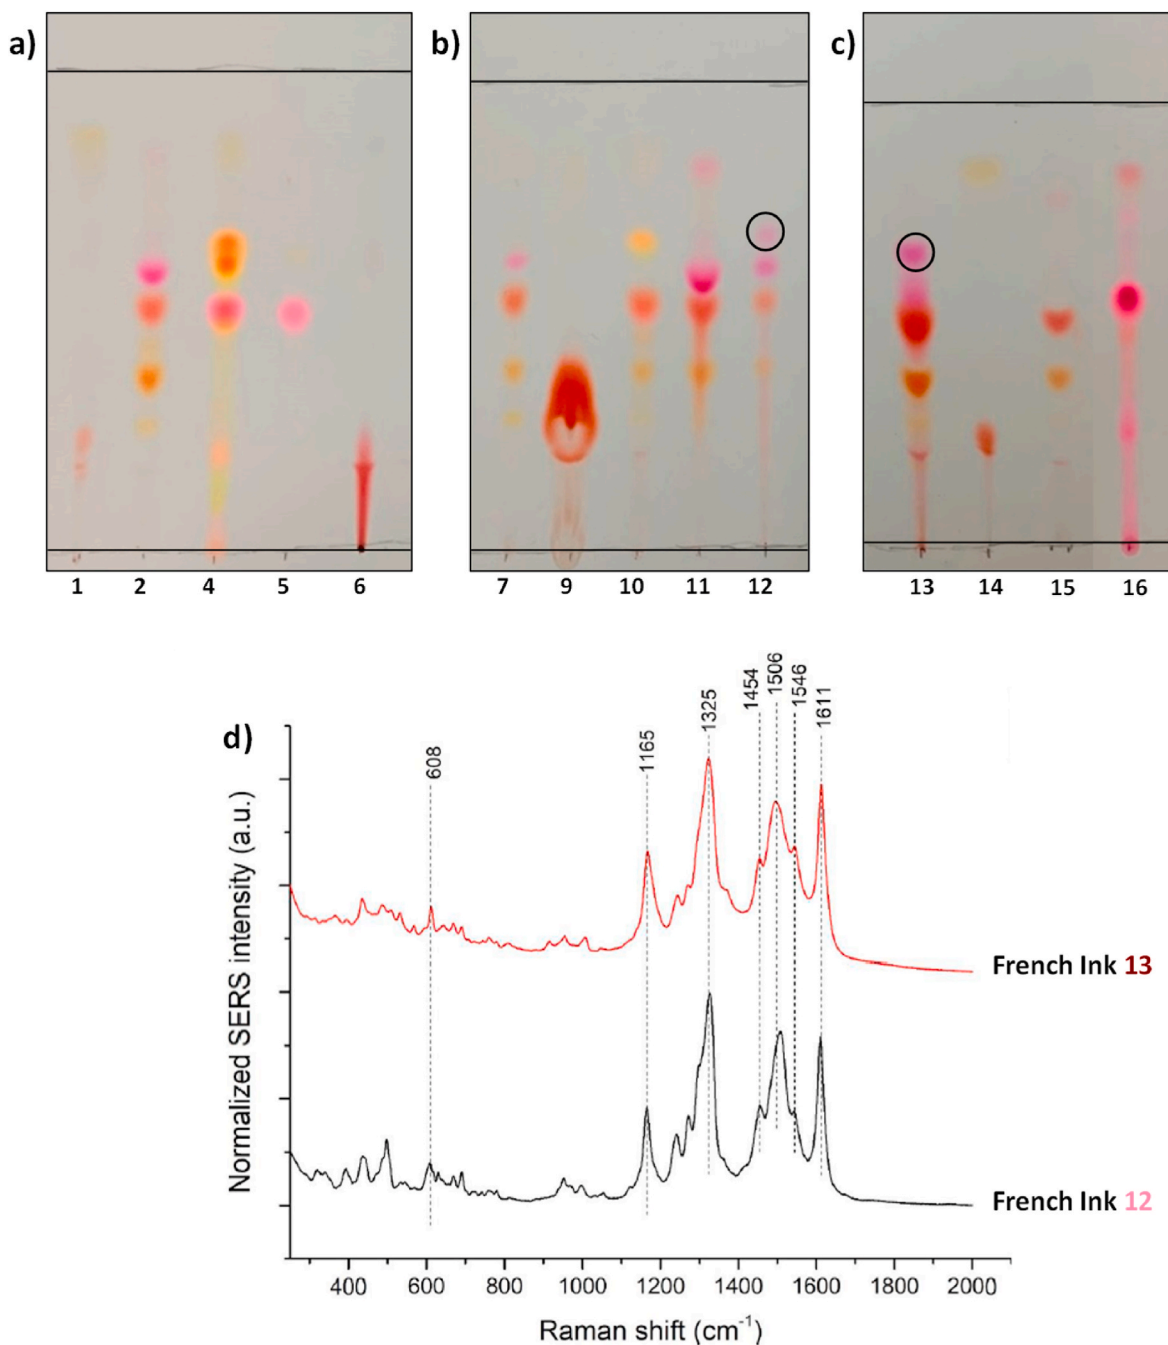 a)
b)
c)
1 2 4 5 6
7 9 10 11 12
13 14 15 16
d)
608
1165
1325
1454
1506
1546
1611
Normalized SERS intensity (a.u.)
French Ink 13
French Ink 12
400 600 800 1000 1200 1400 1600 1800 2000
Raman shift (cm⁻¹)